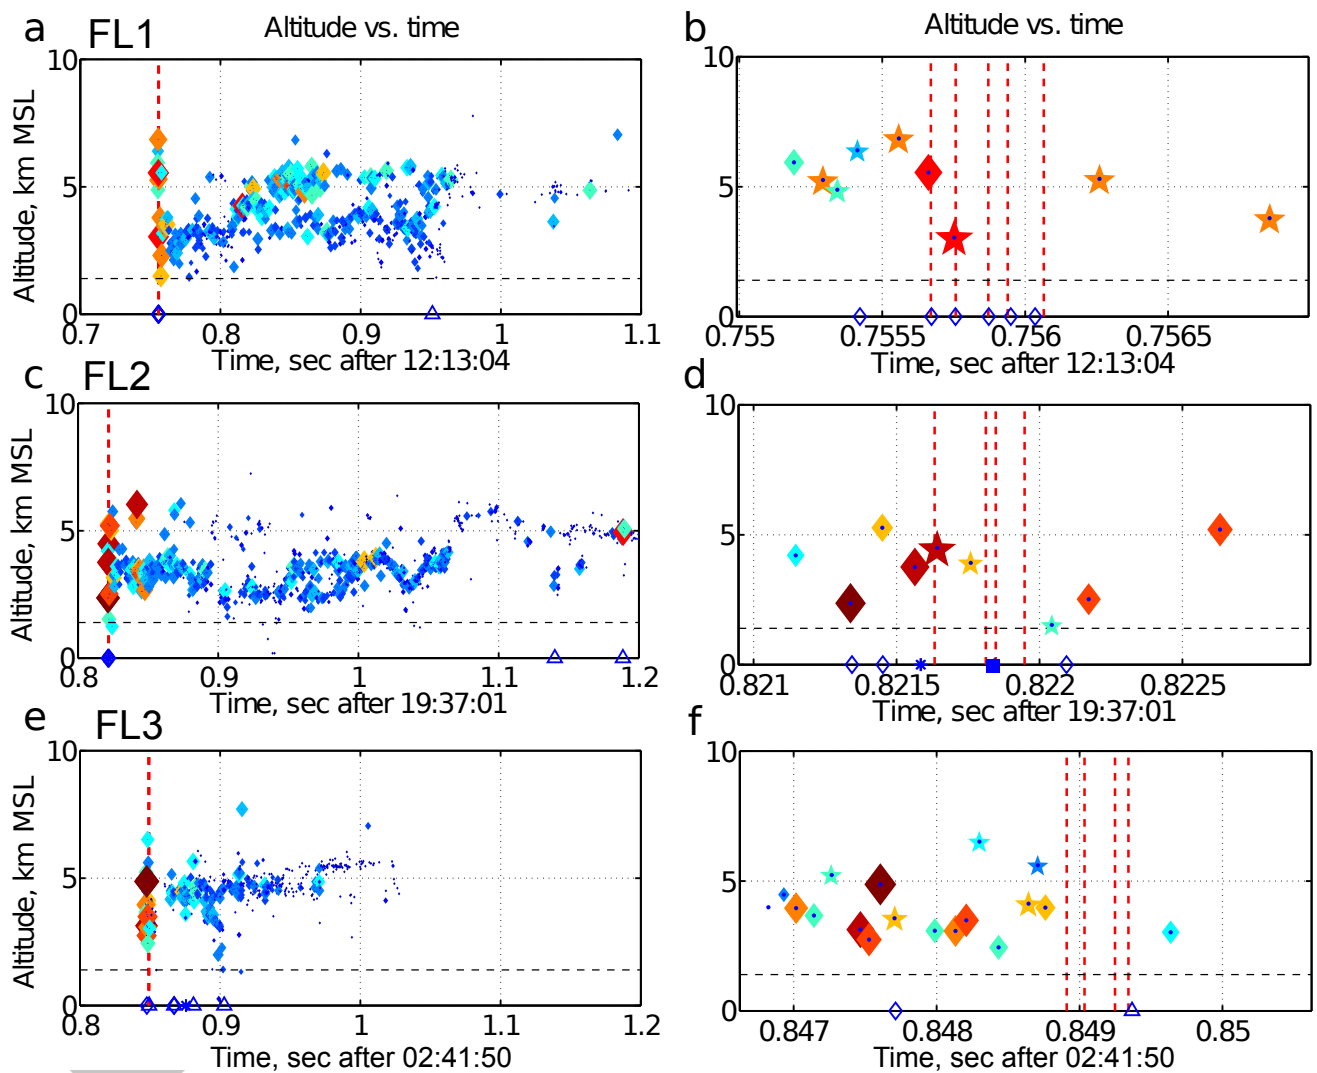 a FL1 Altitude vs. time
Altitude, km MSL
10
5
0
0.7 0.8 0.9 1 1.1
Time, sec after 12:13:04
b Altitude vs. time
10
5
0
0.755 0.7555 0.756 0.7565
Time, sec after 12:13:04
c FL2
Altitude, km MSL
10
5
0
0.8 0.9 1 1.1 1.2
Time, sec after 19:37:01
d
10
5
0
0.821 0.8215 0.822 0.8225
Time, sec after 19:37:01
e FL3
Altitude, km MSL
10
5
0
0.8 0.9 1 1.1 1.2
Time, sec after 02:41:50
f
10
5
0
0.847 0.848 0.849 0.85
Time, sec after 02:41:50